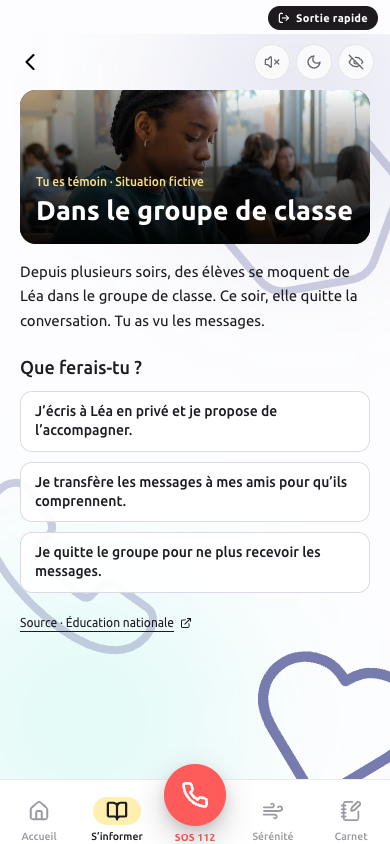 Sortie rapide
Tu es témoin · Situation fictive
Dans le groupe de classe
Depuis plusieurs soirs, des élèves se moquent de
Léa dans le groupe de classe. Ce soir, elle quitte la
conversation. Tu as vu les messages.
Que ferais-tu ?
J’écris à Léa en privé et je propose de
l’accompagner.
Je transfère les messages à mes amis pour qu’ils
comprennent.
Je quitte le groupe pour ne plus recevoir les
messages.
Source · Éducation nationale
Accueil
S’informer
SOS 112
Sérénité
Carnet